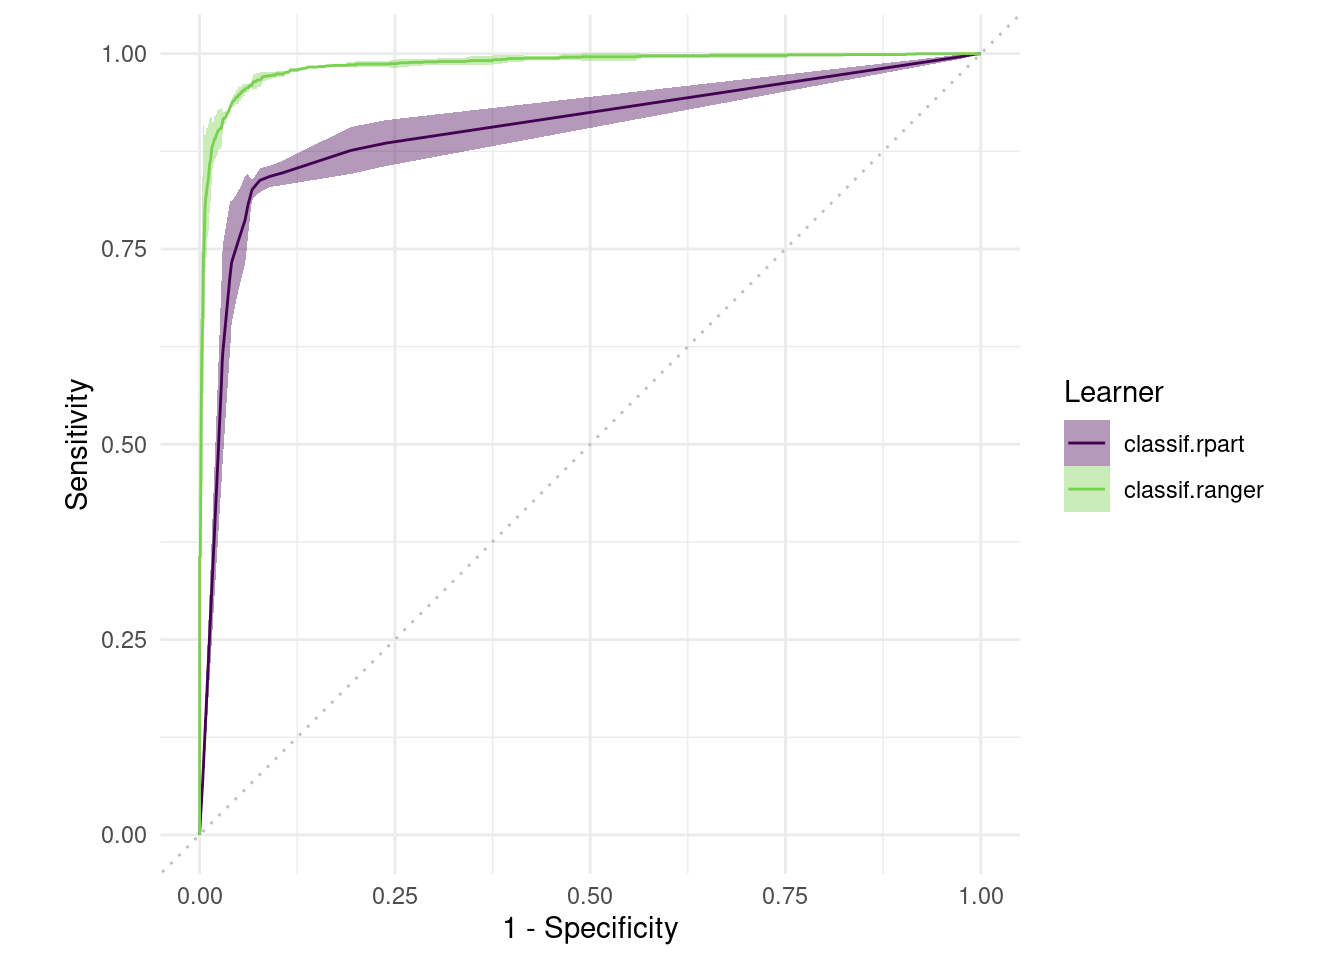 1.00
0.75
0.50
0.25
0.00
Sensitivity
0.00 0.25 0.50 0.75 1.00
1 - Specificity
Learner
classif.rpart
classif.ranger